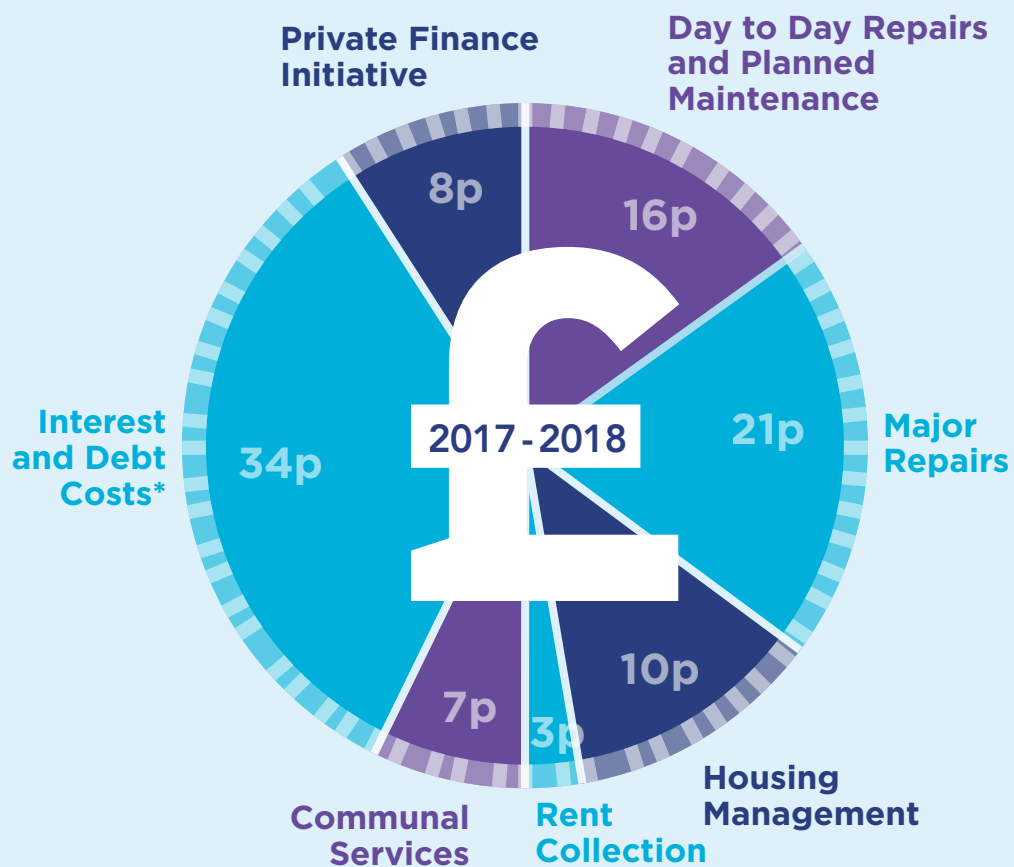 Private Finance
Initiative
Day to Day Repairs
and Planned
Maintenance
8p
16p
Interest
and Debt
Costs*
34p
£
2017-2018
21p
Major
Repairs
10p
7p
3p
Housing
Management
Communal
Services
Rent
Collection